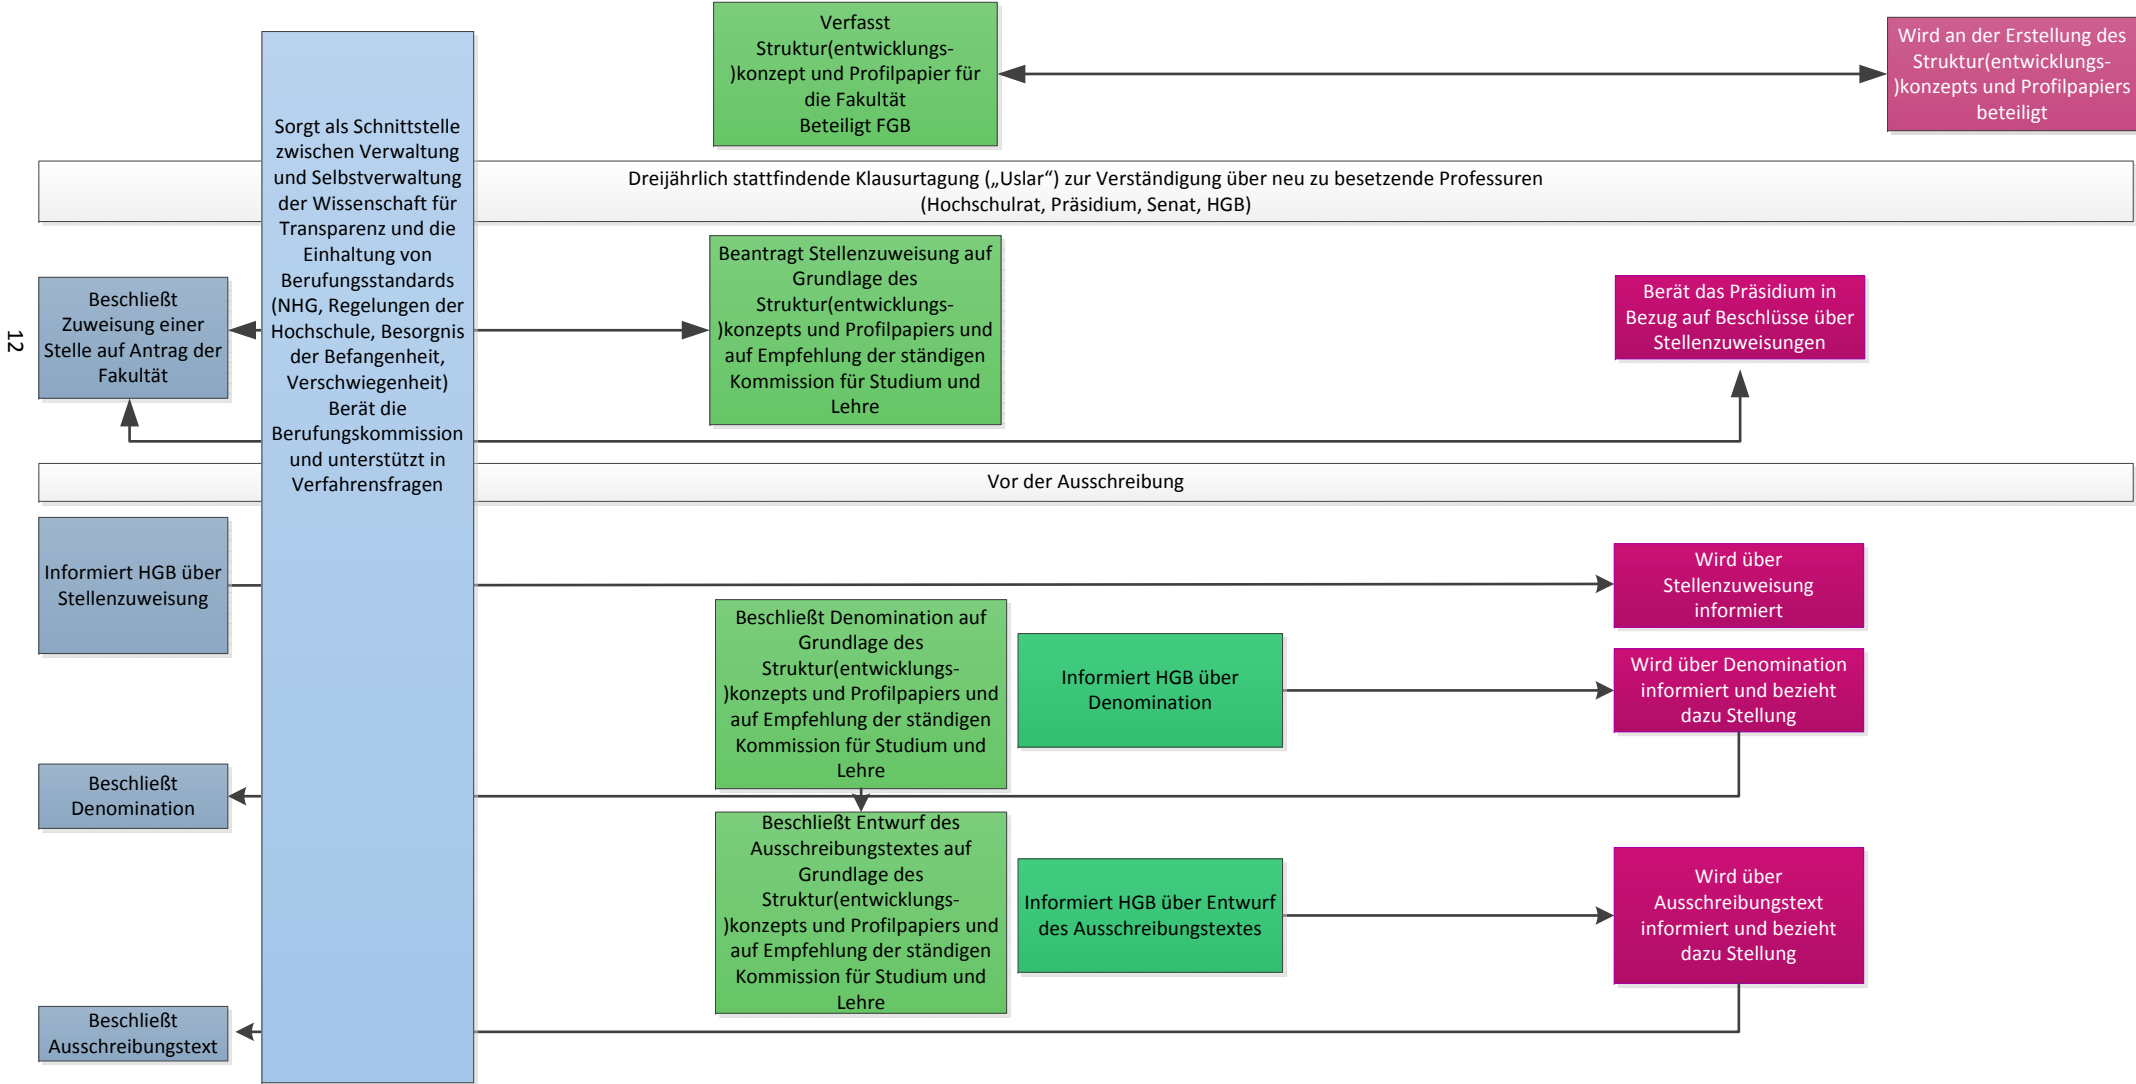 Verfasst
Struktur(entwicklungs-
)konzept und Profilpapier für
die Fakultät
Beteiligt FGB
Wird an der Erstellung des
Struktur(entwicklungs-
)konzepts und Profilpapiers
beteiligt
Sorgt als Schnittstelle
zwischen Verwaltung
und Selbstverwaltung
der Wissenschaft für
Transparenz und die
Einhaltung von
Berufungsstandards
(NHG, Regelungen der
Hochschule, Besorgnis
der Befangenheit,
Verschwiegenheit)
Berät die
Berufungskommission
und unterstützt in
Verfahrensfragen
Dreijährlich stattfindende Klausurtagung („Uslar“) zur Verständigung über neu zu besetzende Professuren
(Hochschulrat, Präsidium, Senat, HGB)
12
Beschließt
Zuweisung einer
Stelle auf Antrag der
Fakultät
Beantragt Stellenzuweisung auf
Grundlage des
Struktur(entwicklungs-
)konzepts und Profilpapiers und
auf Empfehlung der ständigen
Kommission für Studium und
Lehre
Berät das Präsidium in
Bezug auf Beschlüsse über
Stellenzuweisungen
Vor der Ausschreibung
Informiert HGB über
Stellenzuweisung
Wird über
Stellenzuweisung
informiert
Beschließt Denomination auf
Grundlage des
Struktur(entwicklungs-
)konzepts und Profilpapiers und
auf Empfehlung der ständigen
Kommission für Studium und
Lehre
Informiert HGB über
Denomination
Wird über Denomination
informiert und bezieht
dazu Stellung
Beschließt
Denomination
Beschließt Entwurf des
Ausschreibungstextes auf
Grundlage des
Struktur(entwicklungs-
)konzepts und Profilpapiers und
auf Empfehlung der ständigen
Kommission für Studium und
Lehre
Informiert HGB über Entwurf
des Ausschreibungstextes
Wird über
Ausschreibungstext
informiert und bezieht
dazu Stellung
Beschließt
Ausschreibungstext